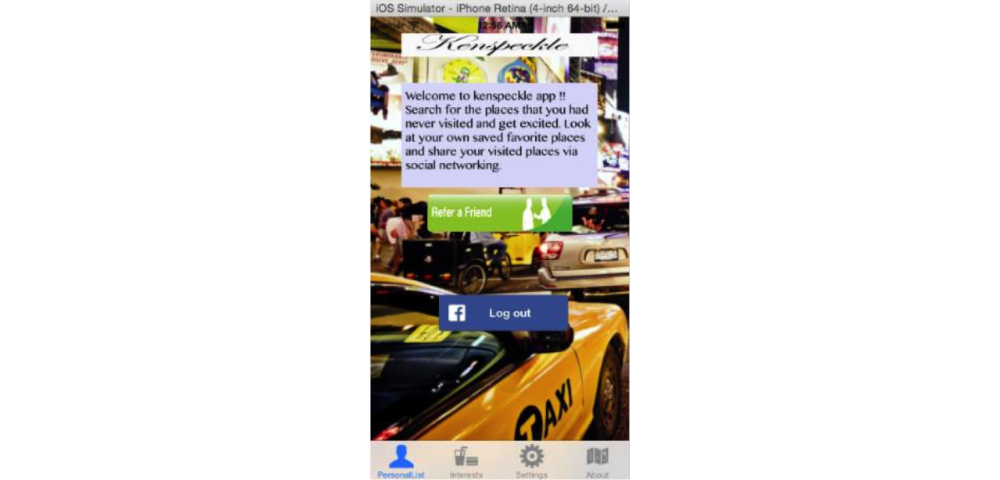 iOS Simulator - iPhone Retina (4-inch 64-bit) /...
Carrier 12:56 AM
Kenspeckle
Welcome to kenspeckle app !!
Search for the places that you had
never visited and get excited. Look
at your own saved favorite places
and share your visited places via
social networking.
Refer a Friend
f Log out
TAXI
PersonalList Interests Settings About